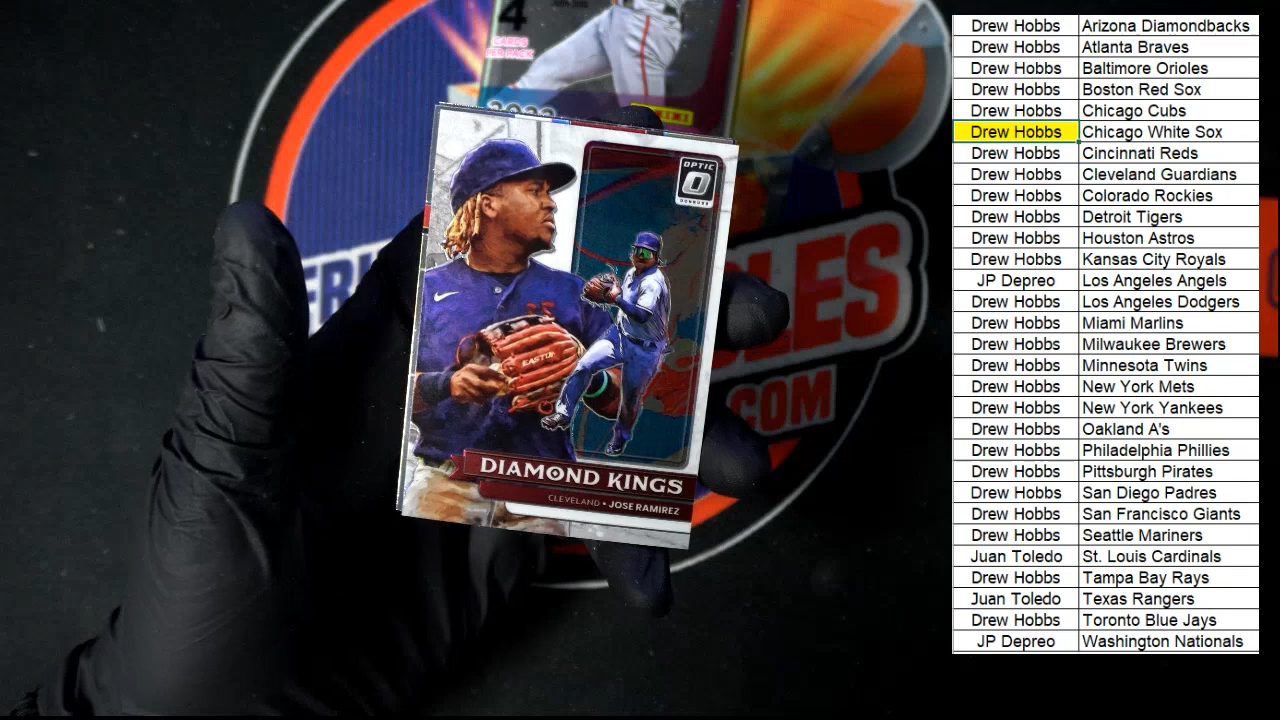 4
CARDS
PER PACK
2022
PANINI
OPTIC
O
DONRUSS
EASTON
DIAMOND KINGS
CLEVELAND • JOSE RAMIREZ
.COM
Drew Hobbs Arizona Diamondbacks
Drew Hobbs Atlanta Braves
Drew Hobbs Baltimore Orioles
Drew Hobbs Boston Red Sox
Drew Hobbs Chicago Cubs
Drew Hobbs Chicago White Sox
Drew Hobbs Cincinnati Reds
Drew Hobbs Cleveland Guardians
Drew Hobbs Colorado Rockies
Drew Hobbs Detroit Tigers
Drew Hobbs Houston Astros
Drew Hobbs Kansas City Royals
JP Depreo Los Angeles Angels
Drew Hobbs Los Angeles Dodgers
Drew Hobbs Miami Marlins
Drew Hobbs Milwaukee Brewers
Drew Hobbs Minnesota Twins
Drew Hobbs New York Mets
Drew Hobbs New York Yankees
Drew Hobbs Oakland A's
Drew Hobbs Philadelphia Phillies
Drew Hobbs Pittsburgh Pirates
Drew Hobbs San Diego Padres
Drew Hobbs San Francisco Giants
Drew Hobbs Seattle Mariners
Juan Toledo St. Louis Cardinals
Drew Hobbs Tampa Bay Rays
Juan Toledo Texas Rangers
Drew Hobbs Toronto Blue Jays
JP Depreo Washington Nationals